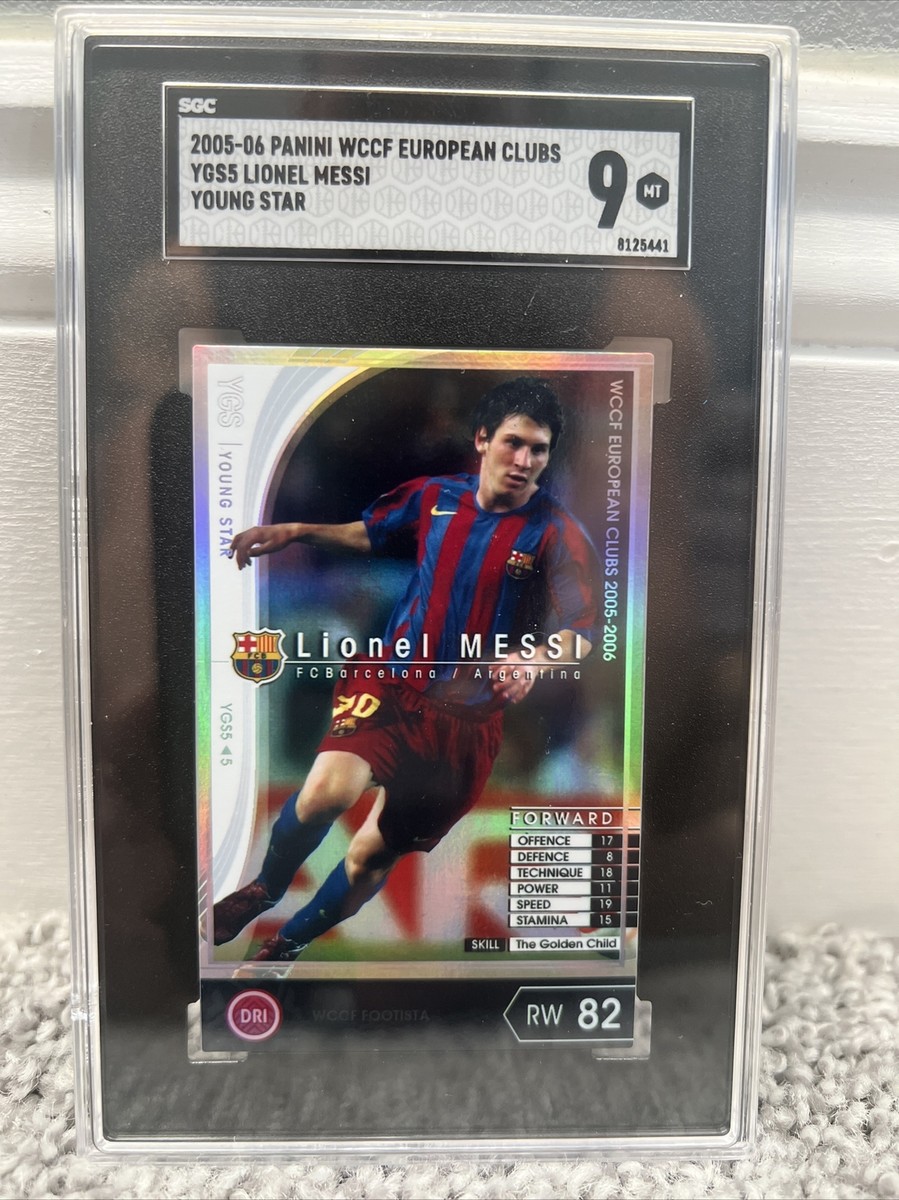 SGC
2005-06 PANINI WCCF EUROPEAN CLUBS
YGS5 LIONEL MESSI
YOUNG STAR
9
MT
8125441
YGS | YOUNG STAR
WCCF EUROPEAN CLUBS 2005-2006
FCB
Lionel MESSI
FCBarcelona / Argentina
20
YGS5 ◀ 5
FORWARD
OFFENCE 17
DEFENCE 8
TECHNIQUE 18
POWER 11
SPEED 19
STAMINA 15
SKILL The Golden Child
DRI
WCCF FOOTISTA
RW 82